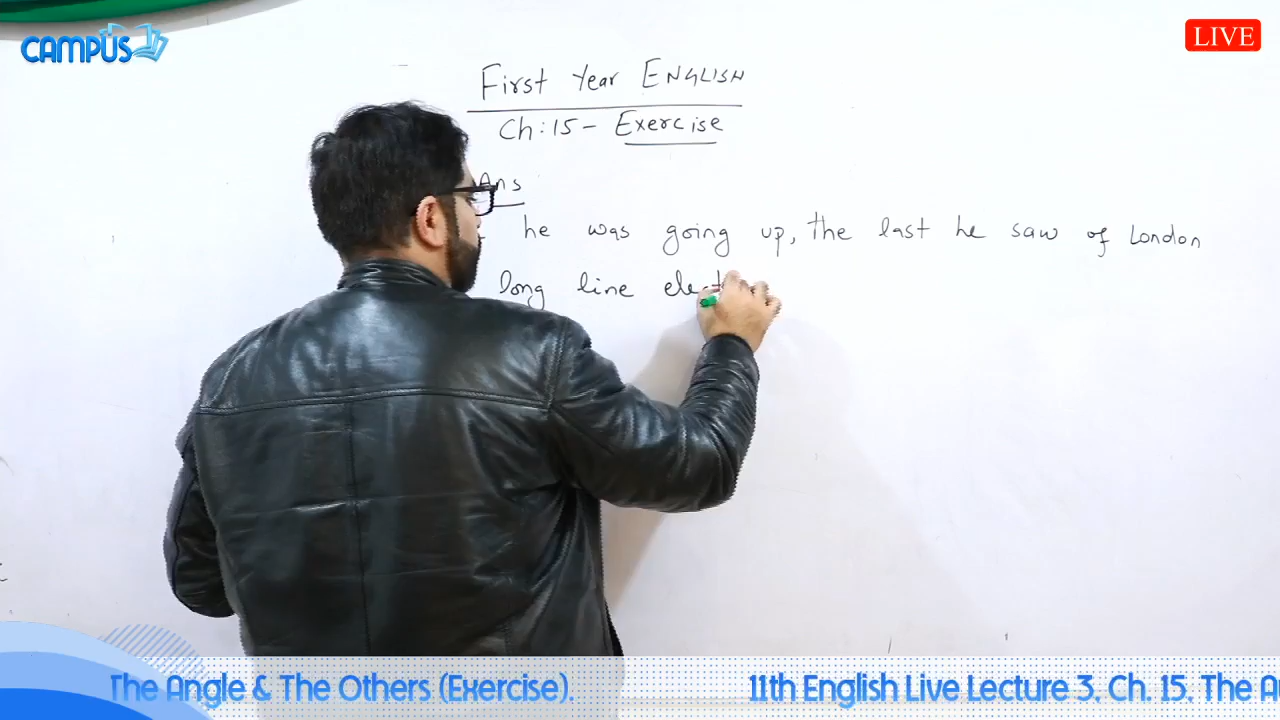 CAMPUS
LIVE
First Year ENGLISH
Ch:15- Exercise
Ans
he was going up, the last he saw of London
long line
The Angle & The Others (Exercise). 11th English Live Lecture 3, Ch. 15, The